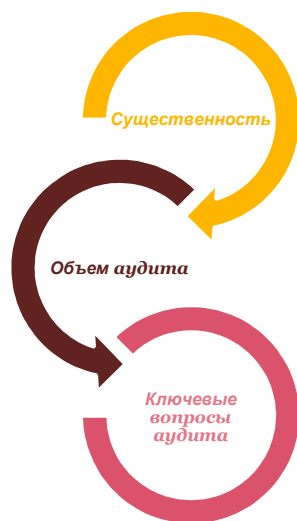 Существенность
Объем аудита
Ключевые
вопросы
аудита